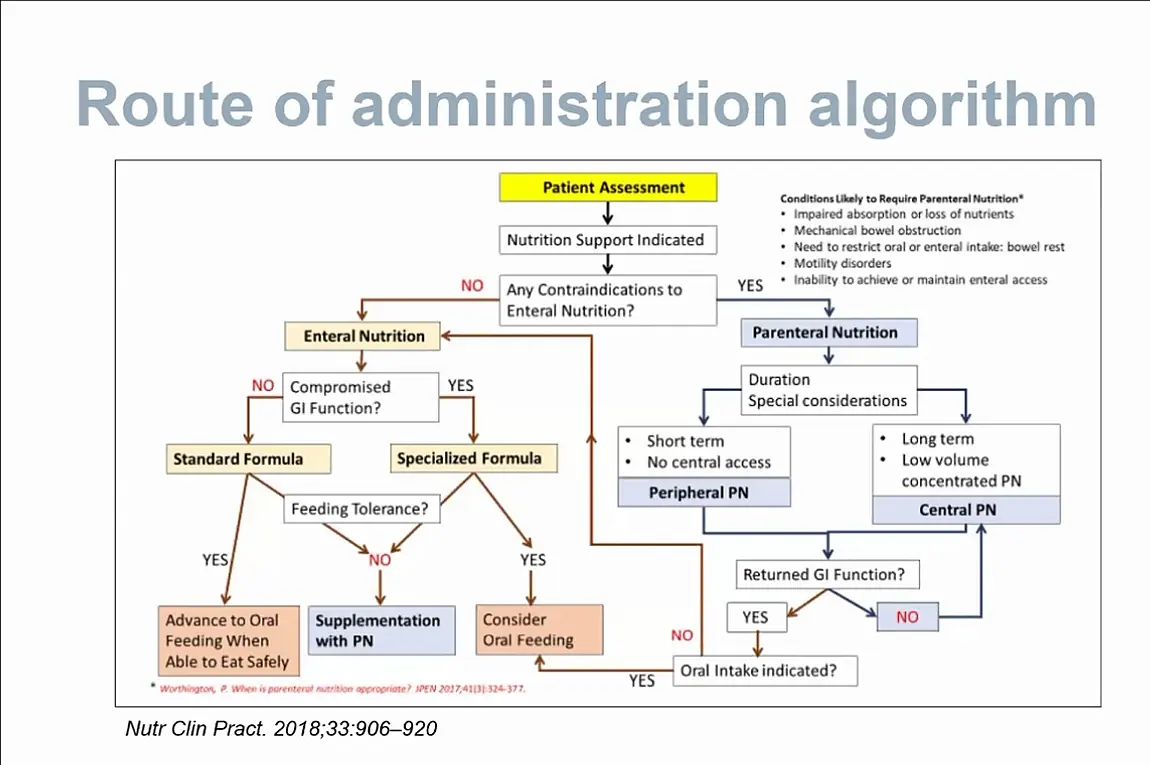 Route of administration algorithm
Patient Assessment
Nutrition Support Indicated
Conditions Likely to Require Parenteral Nutrition*
• Impaired absorption or loss of nutrients
• Mechanical bowel obstruction
• Need to restrict oral or enteral intake: bowel rest
• Motility disorders
• Inability to achieve or maintain enteral access
NO
Any Contraindications to
Enteral Nutrition?
YES
Enteral Nutrition
Parenteral Nutrition
NO
Compromised
GI Function?
YES
Duration
Special considerations
Standard Formula
Specialized Formula
• Short term
• No central access
Peripheral PN
• Long term
• Low volume
concentrated PN
Central PN
Feeding Tolerance?
YES
NO
YES
Returned GI Function?
YES
NO
Advance to Oral
Feeding When
Able to Eat Safely
Supplementation
with PN
Consider
Oral Feeding
NO
Oral Intake indicated?
YES
* Worthington, P. When is parenteral nutrition appropriate? JPEN 2017;41(3):324-377.
Nutr Clin Pract. 2018;33:906–920